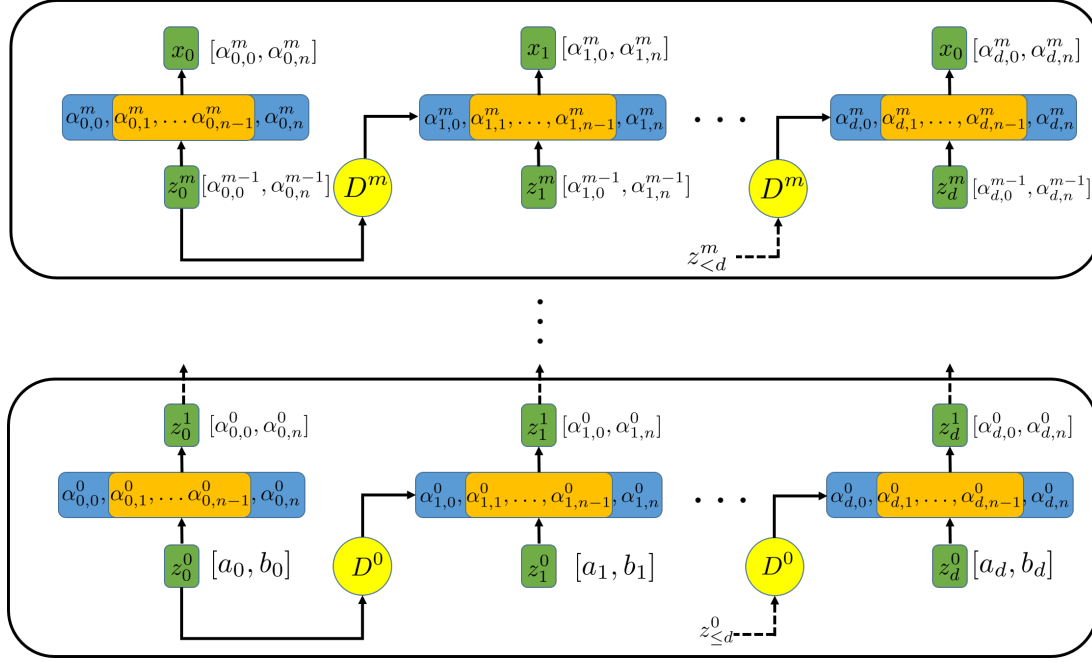 x_0 [α^m_{0,0}, α^m_{0,n}] x_1 [α^m_{1,0}, α^m_{1,n}] x_0 [α^m_{d,0}, α^m_{d,n}]
α^m_{0,0}, α^m_{0,1}, … α^m_{0,n−1}, α^m_{0,n} α^m_{1,0}, α^m_{1,1}, …, α^m_{1,n−1}, α^m_{1,n} · · · α^m_{d,0}, α^m_{d,1}, …, α^m_{d,n−1}, α^m_{d,n}
z^m_0 [α^{m−1}_{0,0}, α^{m−1}_{0,n}] D^m z^m_1 [α^{m−1}_{1,0}, α^{m−1}_{1,n}] D^m z^m_d [α^{m−1}_{d,0}, α^{m−1}_{d,n}]
z^m_{<d}
z^1_0 [α^0_{0,0}, α^0_{0,n}] z^1_1 [α^0_{1,0}, α^0_{1,n}] z^1_d [α^0_{d,0}, α^0_{d,n}]
α^0_{0,0}, α^0_{0,1}, … α^0_{0,n−1}, α^0_{0,n} α^0_{1,0}, α^0_{1,1}, …, α^0_{1,n−1}, α^0_{1,n} · · · α^0_{d,0}, α^0_{d,1}, …, α^0_{d,n−1}, α^0_{d,n}
z^0_0 [a_0, b_0] D^0 z^0_1 [a_1, b_1] D^0 z^0_d [a_d, b_d]
z^0_{≤d}